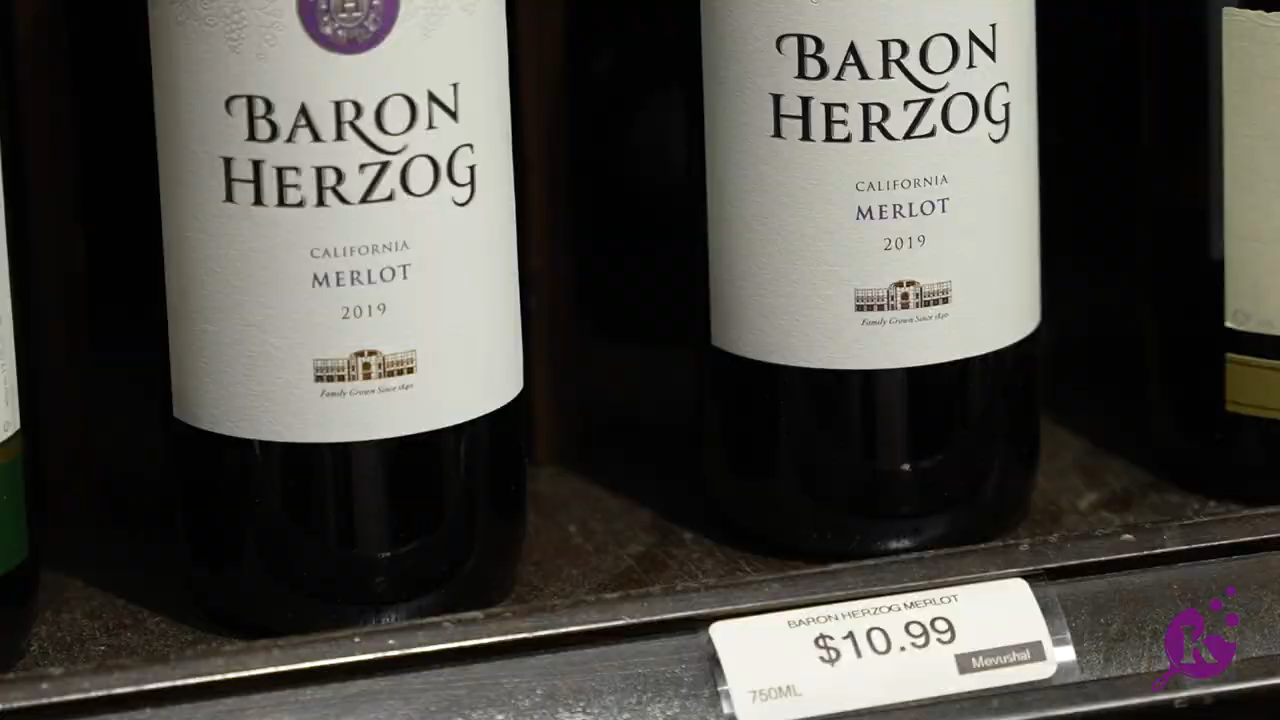 BARON
HERZOG
CALIFORNIA
MERLOT
2019
Family Grown Since 1840
BARON
HERZOG
CALIFORNIA
MERLOT
2019
Family Grown Since 1840
BARON HERZOG MERLOT
$10.99
Mevushal
750ML
K